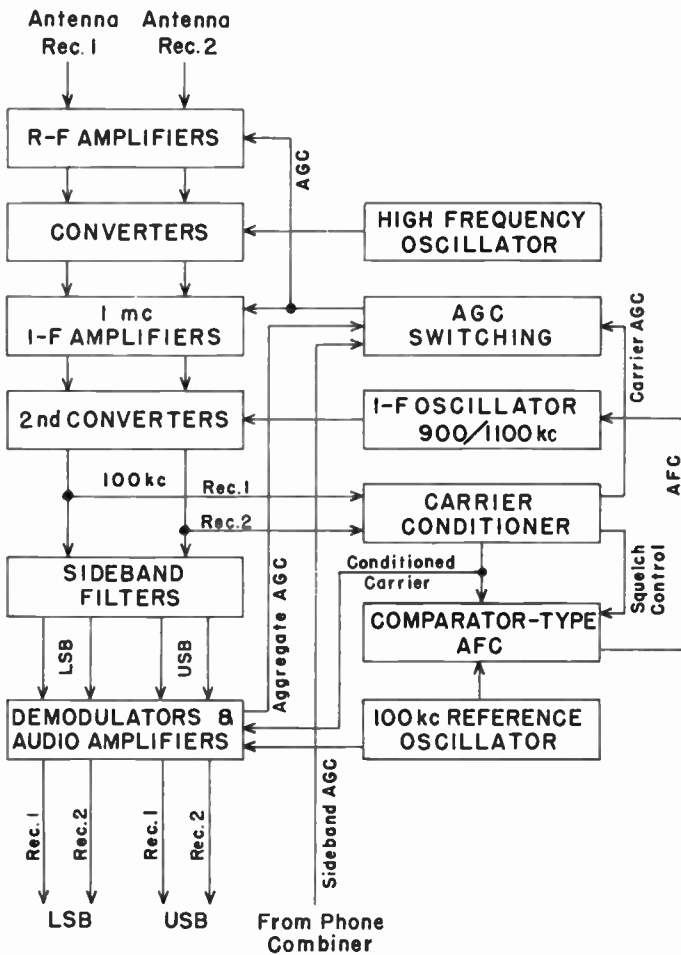 Antenna Rec. 1
Antenna Rec. 2
R-F AMPLIFIERS
AGC
CONVERTERS
HIGH FREQUENCY
OSCILLATOR
1 mc
I-F AMPLIFIERS
AGC
SWITCHING
Carrier AGC
2nd CONVERTERS
I-F OSCILLATOR
900/1100 kc
AFC
100 kc
Rec. 1
Rec. 2
CARRIER
CONDITIONER
Squelch
Control
SIDEBAND
FILTERS
Aggregate AGC
Conditioned
Carrier
COMPARATOR-TYPE
AFC
LSB
USB
DEMODULATORS &
AUDIO AMPLIFIERS
100 kc REFERENCE
OSCILLATOR
Sideband AGC
Rec. 1
Rec. 2
Rec. 1
Rec. 2
LSB
USB
From Phone
Combiner